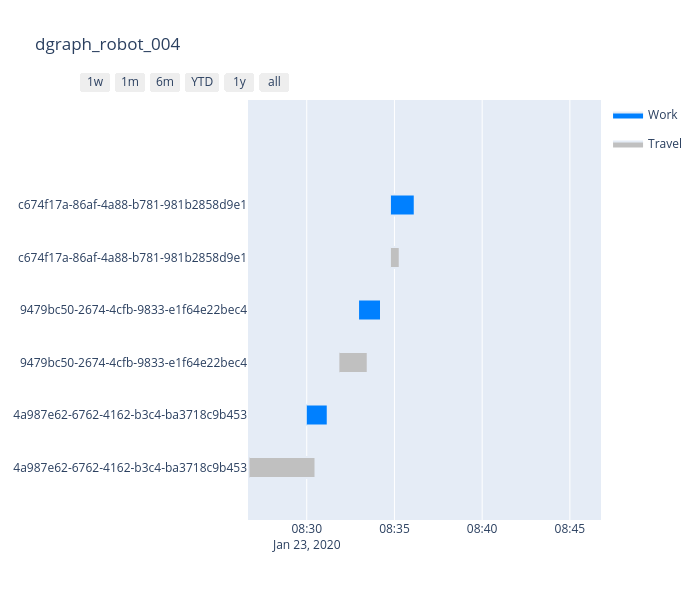 dgraph_robot_004
1w 1m 6m YTD 1y all
Work
Travel
c674f17a-86af-4a88-b781-981b2858d9e1
c674f17a-86af-4a88-b781-981b2858d9e1
9479bc50-2674-4cfb-9833-e1f64e22bec4
9479bc50-2674-4cfb-9833-e1f64e22bec4
4a987e62-6762-4162-b3c4-ba3718c9b453
4a987e62-6762-4162-b3c4-ba3718c9b453
08:30 08:35 08:40 08:45
Jan 23, 2020